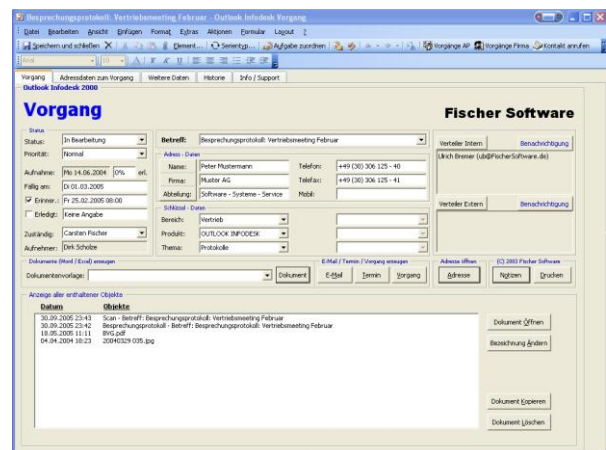 Besprechungsprotokoll: Vertriebsmeeting Februar - Outlook Infodesk Vorgang
Datei Bearbeiten Ansicht Einfügen Format Extras Aktionen Formular Layout ?
Speichern und schließen Element... Serientyp... Aufgabe zuordnen Vorgänge AP Vorgänge Firma Kontakt anrufen
Arial 10
Vorgang Adressdaten zum Vorgang Weitere Daten Historie Info / Support
Outlook Infodesk 2000
Vorgang Fischer Software
Status
Status: In Bearbeitung Betreff: Besprechungsprotokoll: Vertriebsmeeting Februar Verteiler Intern Benachrichtigung
Priorität: Normal Adress - Daten Ulrich Bremer (ub@FischerSoftware.de)
Aufnahme: Mo 14.06.2004 0% erl. Name: Peter Mustermann Telefon: +49 (30) 306 125 - 40
Fällig am: Di 01.03.2005 Firma: Muster AG Telefax: +49 (30) 306 125 - 41
Erinner.: Fr 25.02.2005 08:00 Abteilung: Software - Systeme - Service Mobil:
Schlüssel - Daten Verteiler Extern Benachrichtigung
Erledigt: Keine Angabe Bereich: Vertrieb
Zuständig: Carsten Fischer Produkt: OUTLOOK INFODESK
Aufnehmer: Dirk Scholze Thema: Protokolle
Dokumente (Word / Excel) erzeugen E-Mail / Termin / Vorgang erzeugen Adresse öffnen (C) 2003 Fischer Software
Dokumentenvorlage: Dokument E-Mail Termin Vorgang Adresse Notizen Drucken
Anzeige aller enthaltener Objekte
Datum Objekte
30.09.2005 23:43 Scan - Betreff: Besprechungsprotokoll: Vertriebsmeeting Februar
30.09.2005 23:42 Besprechungsprotokoll - Betreff: Besprechungsprotokoll: Vertriebsmeeting Februar
18.05.2005 11:11 BVG.pdf
04.04.2004 18:23 20040329 035.jpg
Dokument Öffnen
Bezeichnung Ändern
Dokument Kopieren
Dokument Löschen